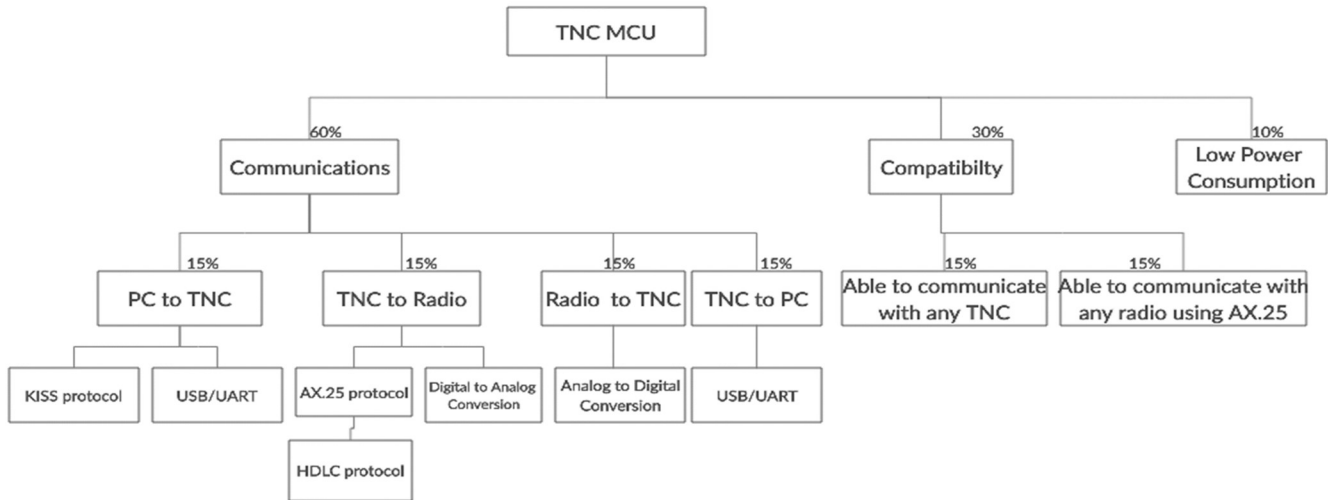 TNC MCU
60%
30%
10%
Communications
Compatibilty
Low Power
Consumption
15%
15%
15%
15%
15%
15%
PC to TNC
TNC to Radio
Radio to TNC
TNC to PC
Able to communicate
with any TNC
Able to communicate with
any radio using AX.25
KISS protocol
USB/UART
AX.25 protocol
Digital to Analog
Conversion
Analog to Digital
Conversion
USB/UART
HDLC protocol